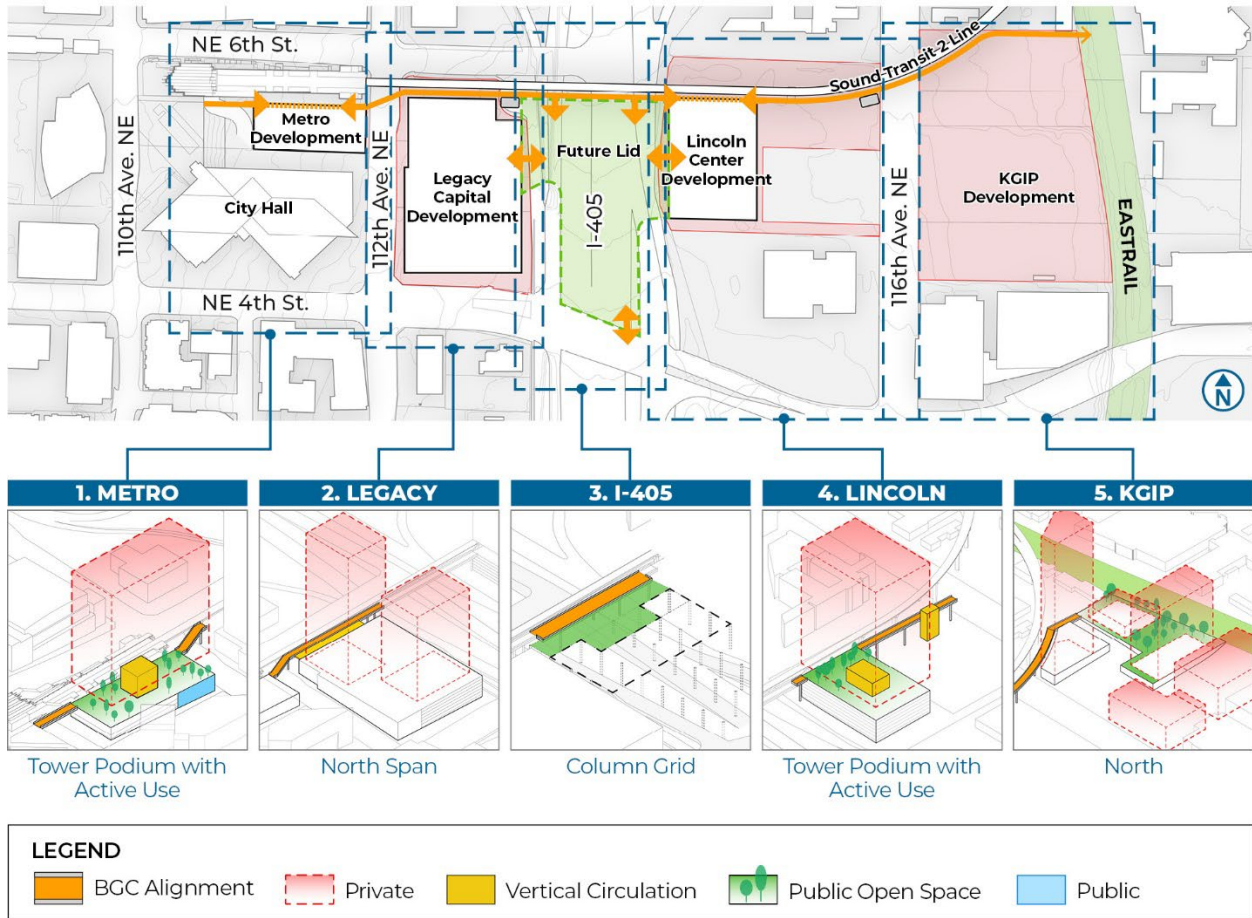 NE 6th St.
Sound Transit 2 Line
110th Ave. NE
Metro
Development
112th Ave. NE
Legacy
Capital
Development
Future Lid
I-405
Lincoln
Center
Development
116th Ave. NE
KGIP
Development
EASTRAIL
City Hall
NE 4th St.
N
1. METRO
2. LEGACY
3. I-405
4. LINCOLN
5. KGIP
Tower Podium with
Active Use
North Span
Column Grid
Tower Podium with
Active Use
North
LEGEND
BGC Alignment
Private
Vertical Circulation
Public Open Space
Public